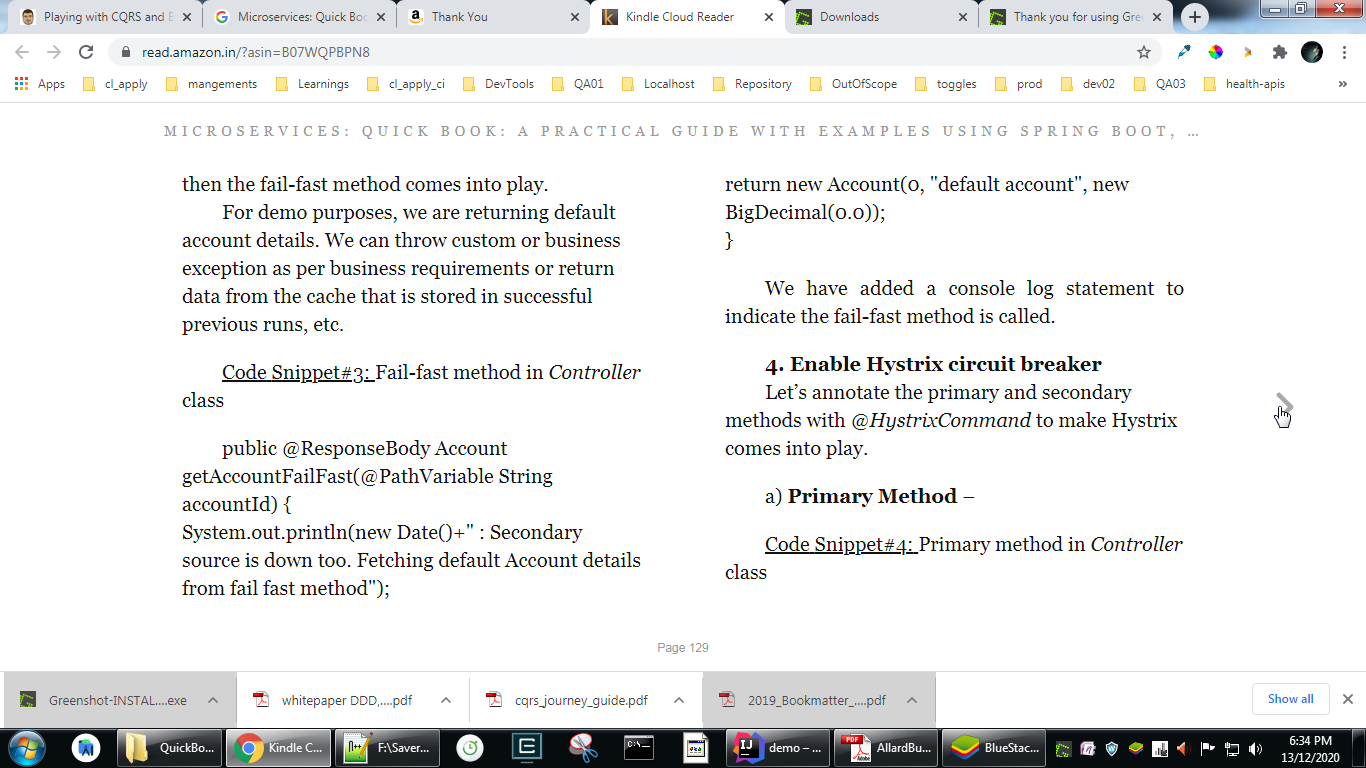 Playing with CQRS and E
Microservices: Quick Boo
Thank You
Kindle Cloud Reader
Downloads
Thank you for using Gre
read.amazon.in/?asin=B07WQPBPN8
Apps
cl_apply
mangements
Learnings
cl_apply_ci
DevTools
QA01
Localhost
Repository
OutOfScope
toggles
prod
dev02
QA03
health-apis
»
MICROSERVICES: QUICK BOOK: A PRACTICAL GUIDE WITH EXAMPLES USING SPRING BOOT, …
then the fail-fast method comes into play.
For demo purposes, we are returning default
account details. We can throw custom or business
exception as per business requirements or return
data from the cache that is stored in successful
previous runs, etc.
Code Snippet#3: Fail-fast method in Controller
class
public @ResponseBody Account
getAccountFailFast(@PathVariable String
accountId) {
System.out.println(new Date()+" : Secondary
source is down too. Fetching default Account details
from fail fast method");
return new Account(0, "default account", new
BigDecimal(0.0));
}
We have added a console log statement to
indicate the fail-fast method is called.
4. Enable Hystrix circuit breaker
Let’s annotate the primary and secondary
methods with @HystrixCommand to make Hystrix
comes into play.
a) Primary Method –
Code Snippet#4: Primary method in Controller
class
Page 129
Greenshot-INSTAL....exe
whitepaper DDD,....pdf
cqrs_journey_guide.pdf
2019_Bookmatter_....pdf
Show all
QuickBo...
Kindle C...
F:\Saver...
demo – ...
AllardBu...
BlueStac...
6:34 PM
13/12/2020